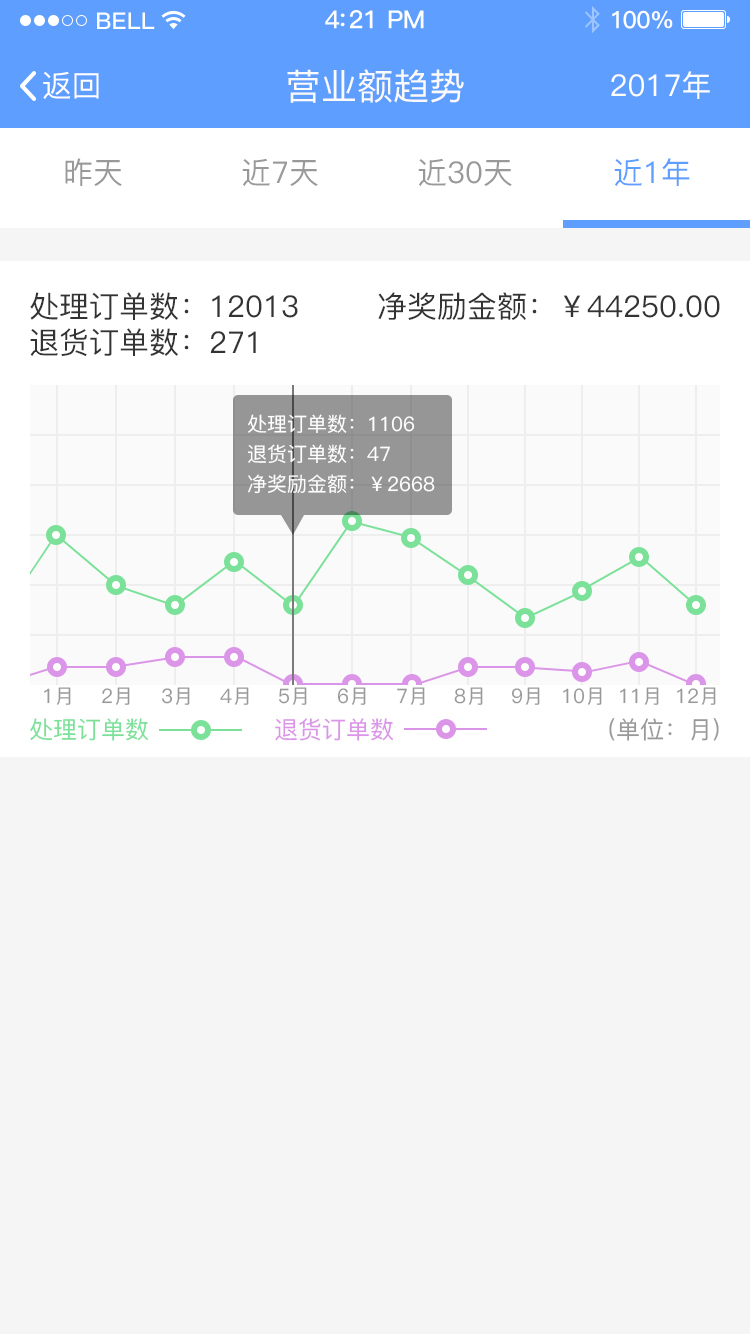 BELL 4:21 PM 100%
返回 营业额趋势 2017年
昨天 近7天 近30天 近1年
处理订单数：12013 净奖励金额：￥44250.00
退货订单数：271
处理订单数：1106
退货订单数：47
净奖励金额：￥2668
1月 2月 3月 4月 5月 6月 7月 8月 9月 10月 11月 12月
处理订单数 退货订单数 (单位：月)